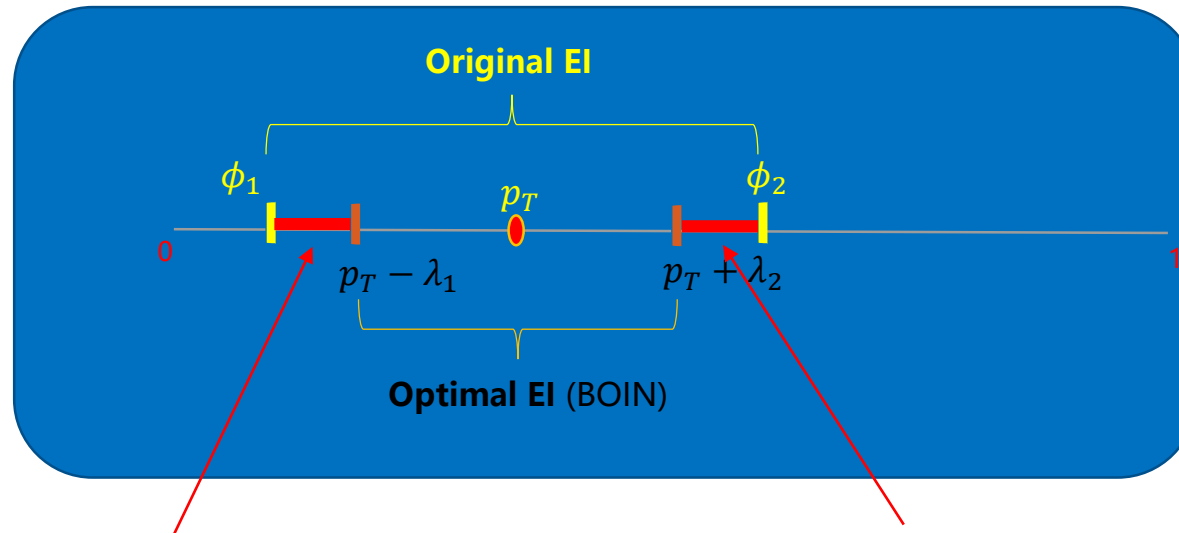 Original EI
ϕ₁ ϕ₂
p_T
0 1
p_T − λ₁ p_T + λ₂
Optimal EI (BOIN)